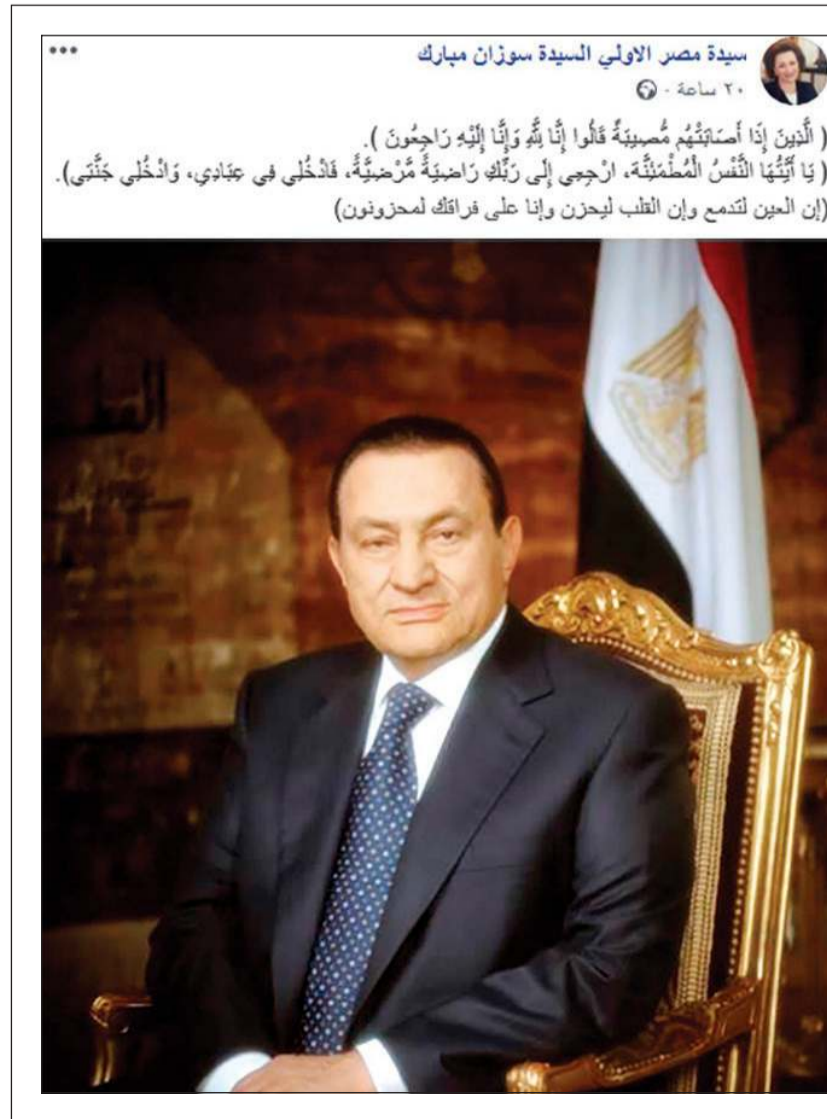 سيدة مصر الاولي السيدة سوزان مبارك
٢٠ ساعة ·
( الَّذِينَ إِذَا أَصَابَتْهُم مُّصِيبَةٌ قَالُوا إِنَّا لِلَّهِ وَإِنَّا إِلَيْهِ رَاجِعُونَ ).
( يَا أَيَّتُهَا النَّفْسُ الْمُطْمَئِنَّة، ارْجِعِي إِلَى رَبِّكِ رَاضِيَةً مَّرْضِيَّةً، فَادْخُلِي فِي عِبَادِي، وَادْخُلِي جَنَّتِي).
(إن العين لتدمع وإن القلب ليحزن وإنا على فراقك لمحزونون)